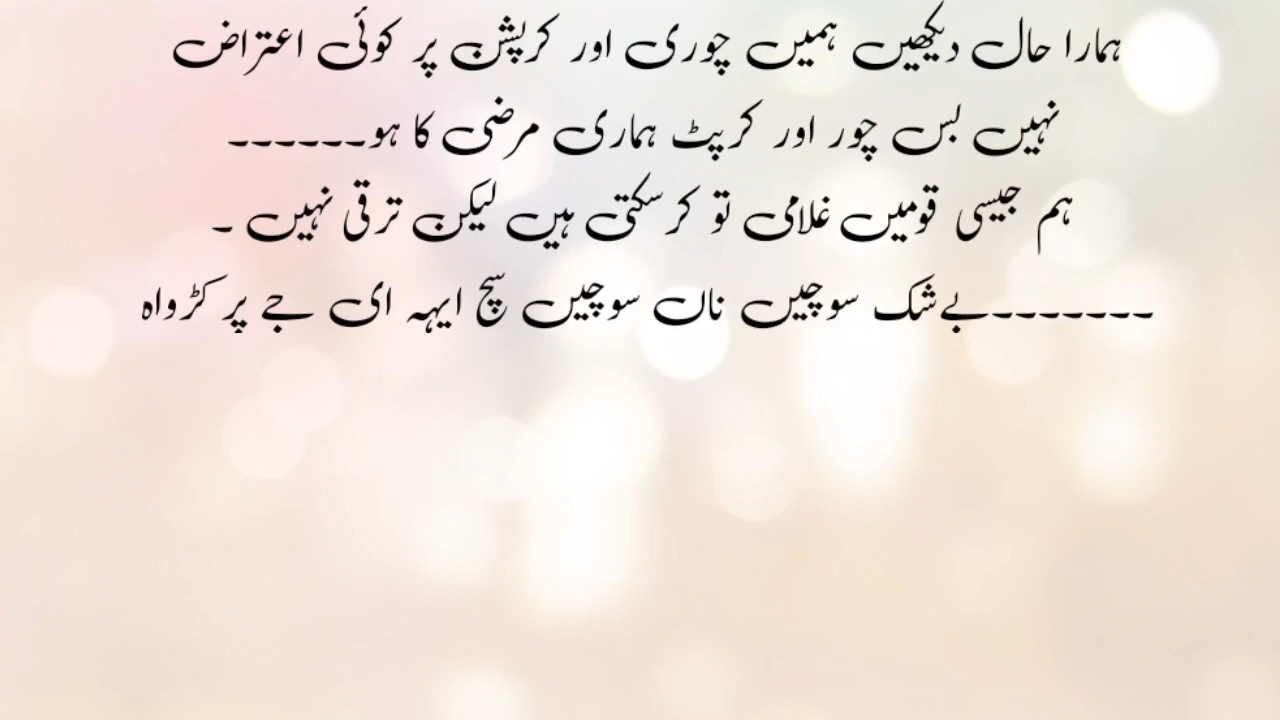 ہمارا حال دیکھیں ہمیں چوری اور کرپشن پر کوئی اعتراض
نہیں بس چور اور کرپٹ ہماری مرضی کا ہو۔۔۔۔۔۔
ہم جیسی قومیں غلامی تو کر سکتی ہیں لیکن ترقی نہیں ۔
۔۔۔۔۔۔۔بےشک سوچیں ناں سوچیں سچ ایہہ ای جے پر کڑواہ